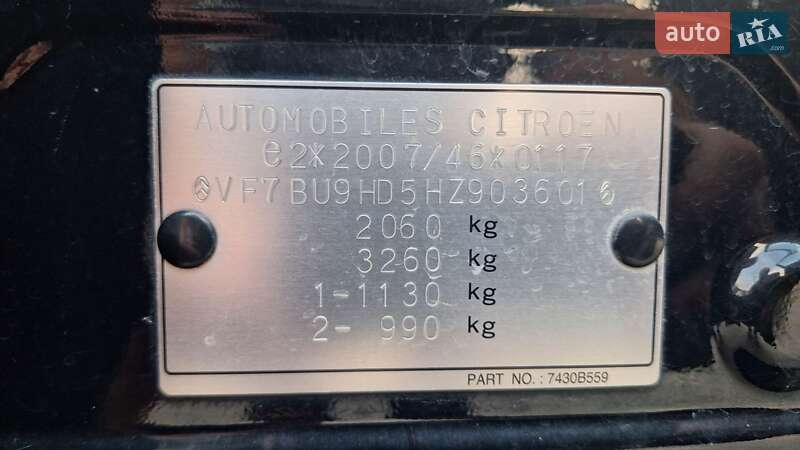 auto RIA.com
AUTOMOBILES CITROEN
e2*2007/46*0117
VF7BU9HD5HZ903601
2060 kg
3260 kg
1-1130 kg
2- 990 kg
PART NO. : 7430B559